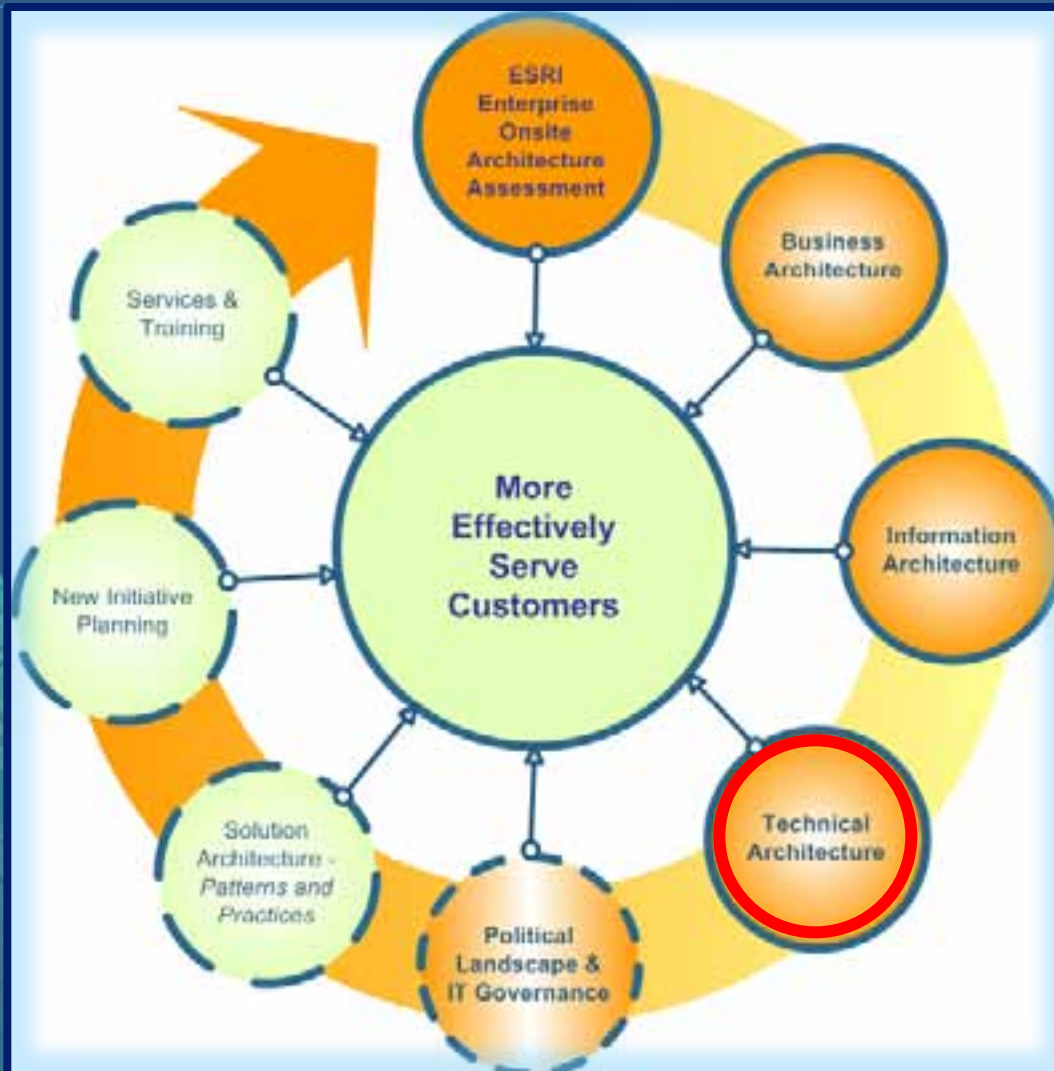 ESRI
Enterprise
Onsite
Architecture
Assessment
Business
Architecture
Information
Architecture
Technical
Architecture
Political
Landscape &
IT Governance
Solution
Architecture -
Patterns and
Practices
New Initiative
Planning
Services &
Training
More
Effectively
Serve
Customers